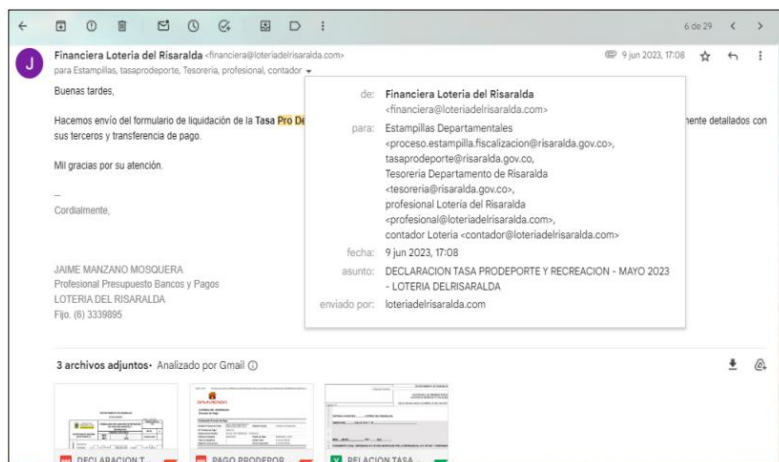 6 de 29
J
Financiera Loteria del Risaralda <financiera@loteriadelrisaralda.com>
9 jun 2023, 17:08
para Estampillas, tasaprodeporte, Tesoreria, profesional, contador
Buenas tardes,
Hacemos envío del formulario de liquidación de la Tasa Pro De
nente detallados con
sus terceros y transferencia de pago.
Mil gracias por su atención.
--
Cordialmente,
JAIME MANZANO MOSQUERA
Profesional Presupuesto Bancos y Pagos
LOTERIA DEL RISARALDA
Fijo. (6) 3339895
de: Financiera Loteria del Risaralda
<financiera@loteriadelrisaralda.com>
para: Estampillas Departamentales
<proceso.estampilla.fiscalizacion@risaralda.gov.co>,
tasaprodeporte@risaralda.gov.co,
Tesoreria Departamento de Risaralda
<tesoreria@risaralda.gov.co>,
profesional Lotería del Risaralda
<profesional@loteriadelrisaralda.com>,
contador Loteria <contador@loteriadelrisaralda.com>
fecha: 9 jun 2023, 17:08
asunto: DECLARACION TASA PRODEPORTE Y RECREACION - MAYO 2023
- LOTERIA DELRISARALDA
enviado por: loteriadelrisaralda.com
3 archivos adjuntos • Analizado por Gmail
DAVIVIENDA
DECLARACION T...
PAGO PRODEPOR...
X RELACION TASA...